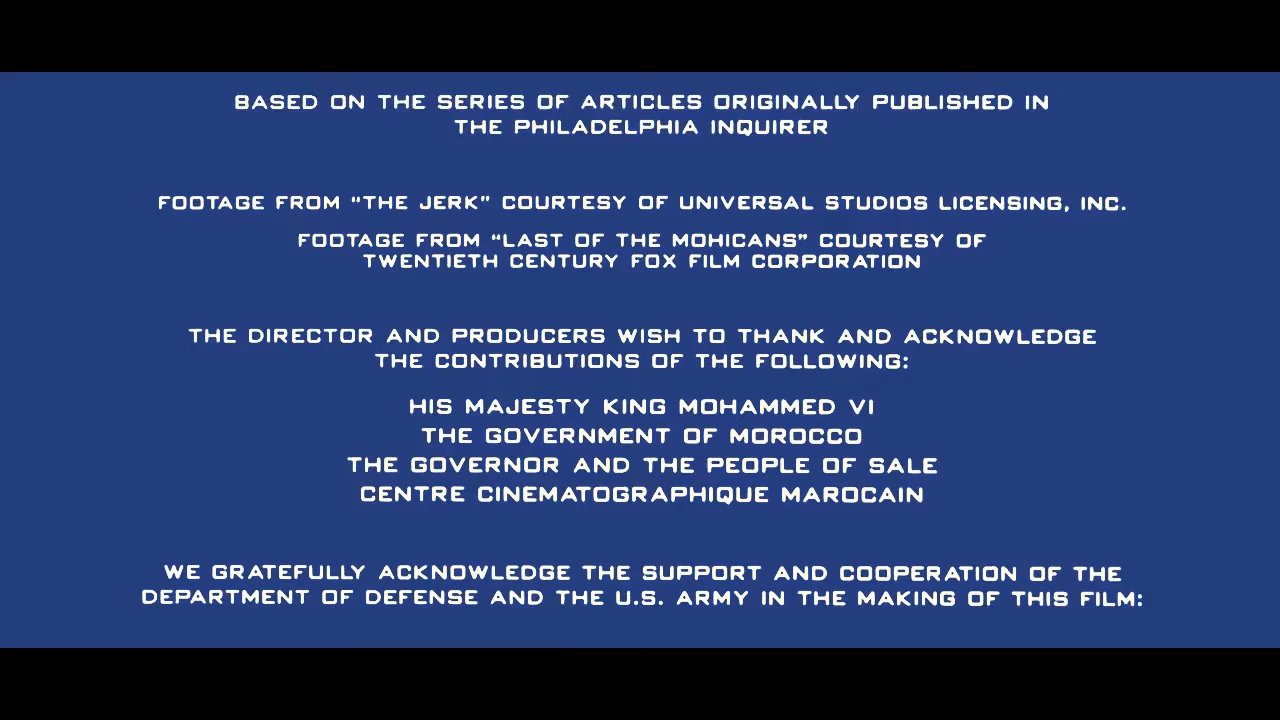 BASED ON THE SERIES OF ARTICLES ORIGINALLY PUBLISHED IN
THE PHILADELPHIA INQUIRER
FOOTAGE FROM “THE JERK” COURTESY OF UNIVERSAL STUDIOS LICENSING, INC.
FOOTAGE FROM “LAST OF THE MOHICANS” COURTESY OF
TWENTIETH CENTURY FOX FILM CORPORATION
THE DIRECTOR AND PRODUCERS WISH TO THANK AND ACKNOWLEDGE
THE CONTRIBUTIONS OF THE FOLLOWING:
HIS MAJESTY KING MOHAMMED VI
THE GOVERNMENT OF MOROCCO
THE GOVERNOR AND THE PEOPLE OF SALE
CENTRE CINEMATOGRAPHIQUE MAROCAIN
WE GRATEFULLY ACKNOWLEDGE THE SUPPORT AND COOPERATION OF THE
DEPARTMENT OF DEFENSE AND THE U.S. ARMY IN THE MAKING OF THIS FILM: